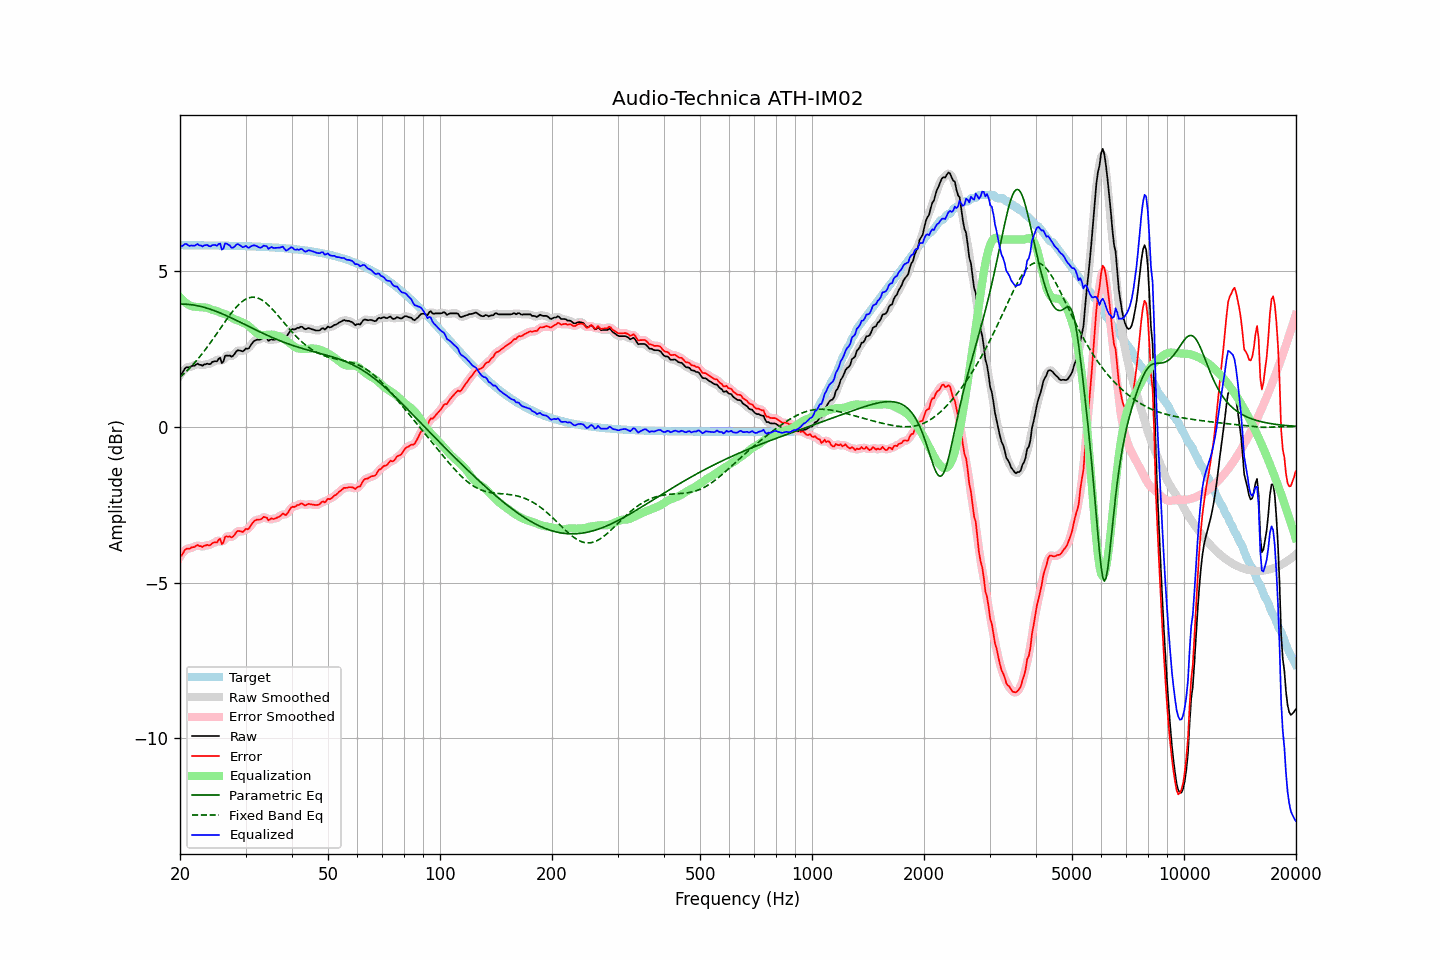 Audio-Technica ATH-IM02
Amplitude (dBr)
5
0
−5
−10
Target
Raw Smoothed
Error Smoothed
Raw
Error
Equalization
Parametric Eq
Fixed Band Eq
Equalized
20 50 100 200 500 1000 2000 5000 10000 20000
Frequency (Hz)